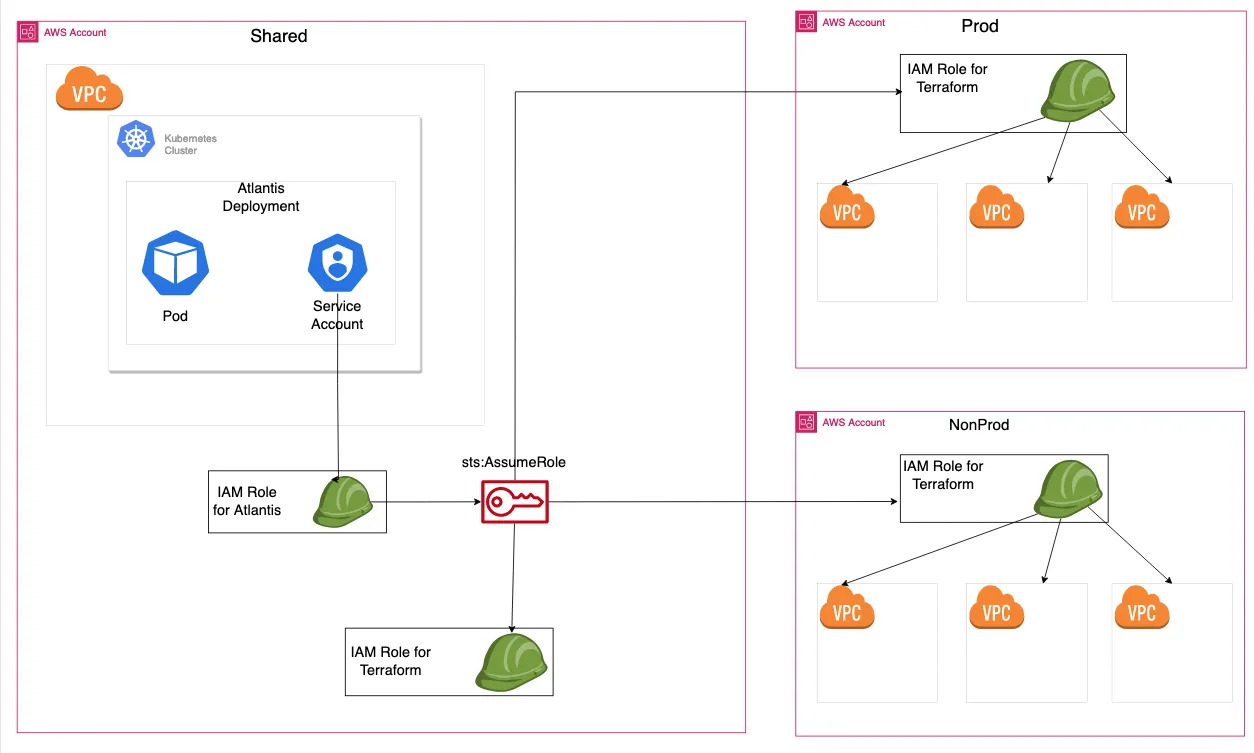 AWS Account
Shared
VPC
Kubernetes
Cluster
Atlantis
Deployment
Pod
Service
Account
IAM Role
for Atlantis
sts:AssumeRole
IAM Role for
Terraform
AWS Account
Prod
IAM Role for
Terraform
VPC
VPC
VPC
AWS Account
NonProd
IAM Role for
Terraform
VPC
VPC
VPC